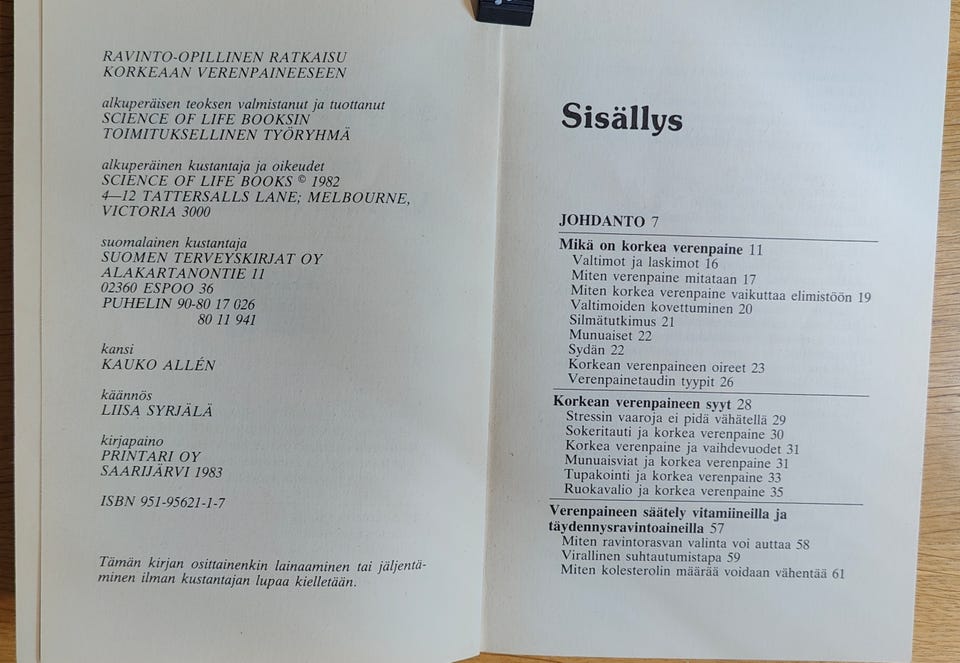 RAVINTO-OPILLINEN RATKAISU
KORKEAAN VERENPAINEESEEN
alkuperäisen teoksen valmistanut ja tuottanut
SCIENCE OF LIFE BOOKSIN
TOIMITUKSELLINEN TYÖRYHMÄ
alkuperäinen kustantaja ja oikeudet
SCIENCE OF LIFE BOOKS © 1982
4—12 TATTERSALLS LANE; MELBOURNE,
VICTORIA 3000
suomalainen kustantaja
SUOMEN TERVEYSKIRJAT OY
ALAKARTANONTIE 11
02360 ESPOO 36
PUHELIN 90-80 17 026
80 11 941
kansi
KAUKO ALLÉN
käännös
LIISA SYRJÄLÄ
kirjapaino
PRINTARI OY
SAARIJÄRVI 1983
ISBN 951-95621-1-7
Tämän kirjan osittainenkin lainaaminen tai jäljentä-
minen ilman kustantajan lupaa kielletään.
Sisällys
JOHDANTO 7
Mikä on korkea verenpaine 11
Valtimot ja laskimot 16
Miten verenpaine mitataan 17
Miten korkea verenpaine vaikuttaa elimistöön 19
Valtimoiden kovettuminen 20
Silmätutkimus 21
Munuaiset 22
Sydän 22
Korkean verenpaineen oireet 23
Verenpainetaudin tyypit 26
Korkean verenpaineen syyt 28
Stressin vaaroja ei pidä vähätellä 29
Sokeritauti ja korkea verenpaine 30
Korkea verenpaine ja vaihdevuodet 31
Munuaisviat ja korkea verenpaine 31
Tupakointi ja korkea verenpaine 33
Ruokavalio ja korkea verenpaine 35
Verenpaineen säätely vitamiineilla ja
täydennysravintoaineilla 57
Miten ravintorasvan valinta voi auttaa 58
Virallinen suhtautumistapa 59
Miten kolesterolin määrää voidaan vähentää 61